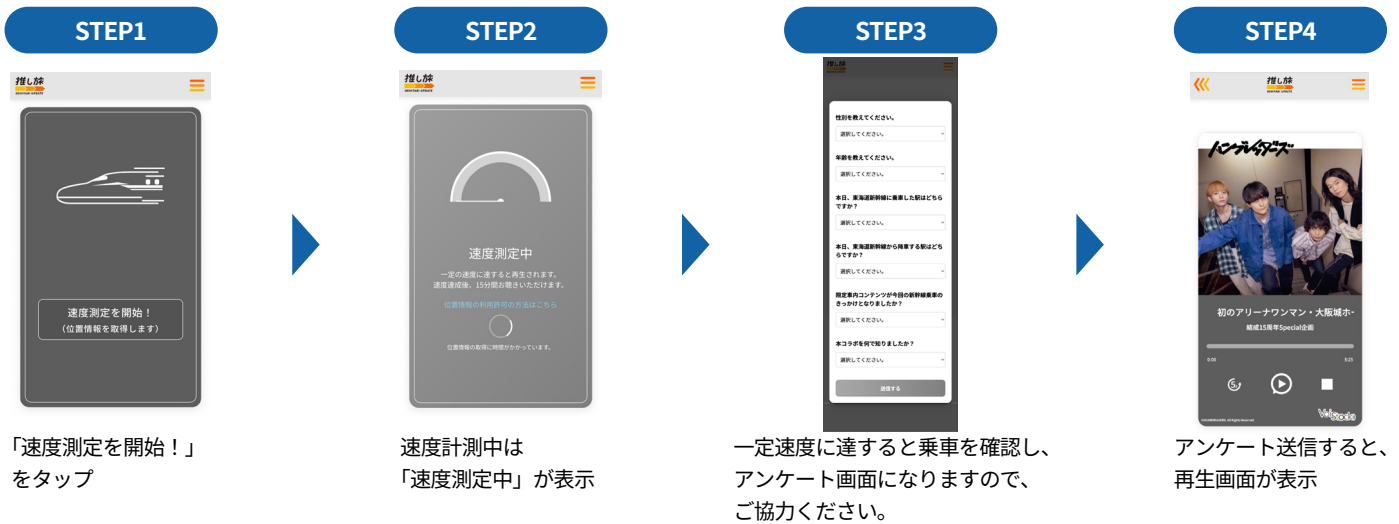 STEP1
推し旅
「速度測定を開始！
（位置情報を取得します）
「速度測定を開始！」
をタップ
STEP2
推し旅
速度測定中
一定の速度に達すると再生されます。
速度達成後、15分間お聴きいただけます。
位置情報の利用許可の方法はこちら
位置情報の取得に時間がかかっています。
速度計測中は
「速度測定中」が表示
STEP3
推し旅
性別を教えてください。
選択してください。
年齢を教えてください。
選択してください。
本日、東海道新幹線に乗車した駅はどちら
ですか？
選択してください。
本日、東海道新幹線から降車する駅はどち
らですか？
選択してください。
限定車内コンテンツが今回の新幹線乗車の
きっかけとなりましたか？
選択してください。
本コラボを何で知りましたか？
選択してください。
送信する
一定速度に達すると乗車を確認し、
アンケート画面になりますので、
ご協力ください。
STEP4
推し旅
ハンブレッダーズ
初のアリーナワンマン・大阪城ホ-
結成15周年Special企画
0:00
5:25
5
アンケート送信すると、
再生画面が表示